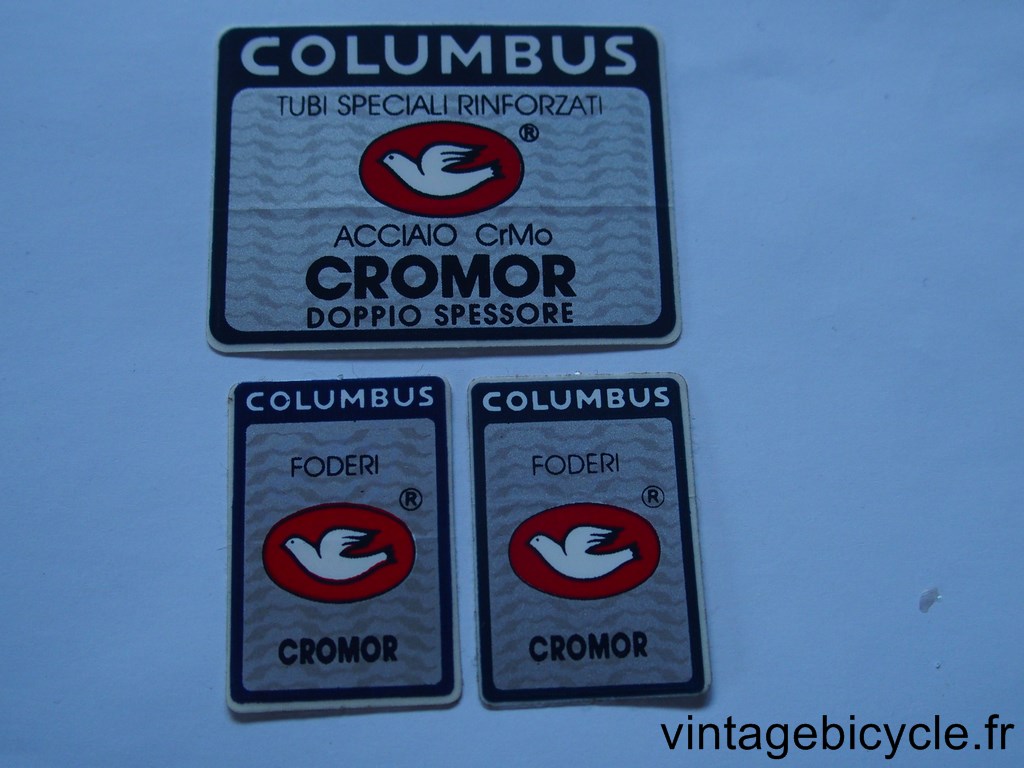 COLUMBUS
TUBI SPECIALI RINFORZATI
®
ACCIAIO CrMo
CROMOR
DOPPIO SPESSORE
COLUMBUS
FODERI
®
CROMOR
COLUMBUS
FODERI
®
CROMOR
vintagebicycle.fr